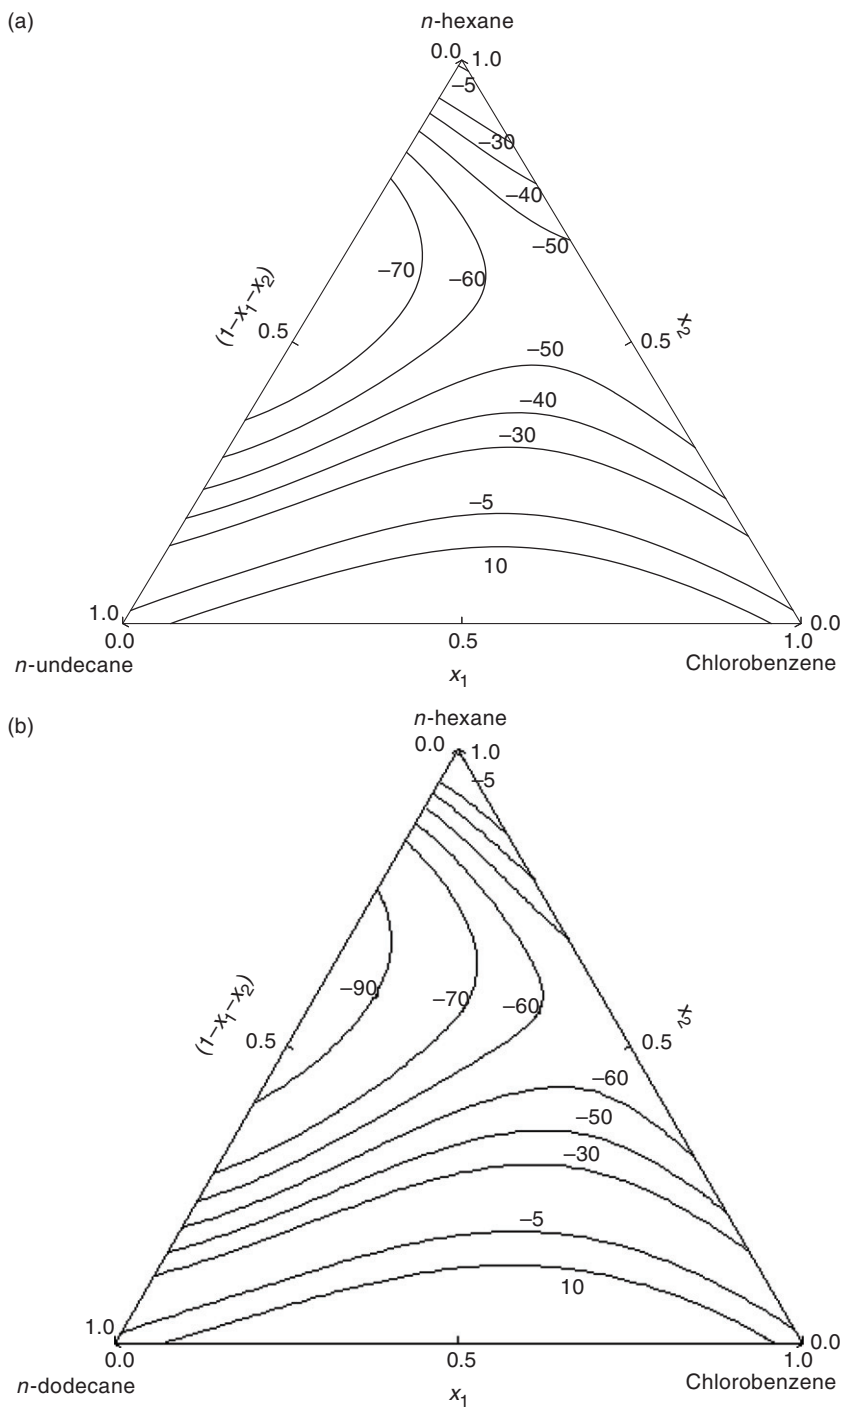 (a)
n-hexane
0.0 1.0
–5
–30
–40
–50
–70 –60
(1–x1–x2)
0.5 0.5 x2
–50
–40
–30
–5
10
1.0 0.0
0.0 0.5 1.0
n-undecane x1 Chlorobenzene
(b)
n-hexane
0.0 1.0
–5
–90 –70 –60
(1–x1–x2)
0.5 0.5 x2
–60
–50
–30
–5
10
1.0 0.0
0.0 0.5 1.0
n-dodecane x1 Chlorobenzene